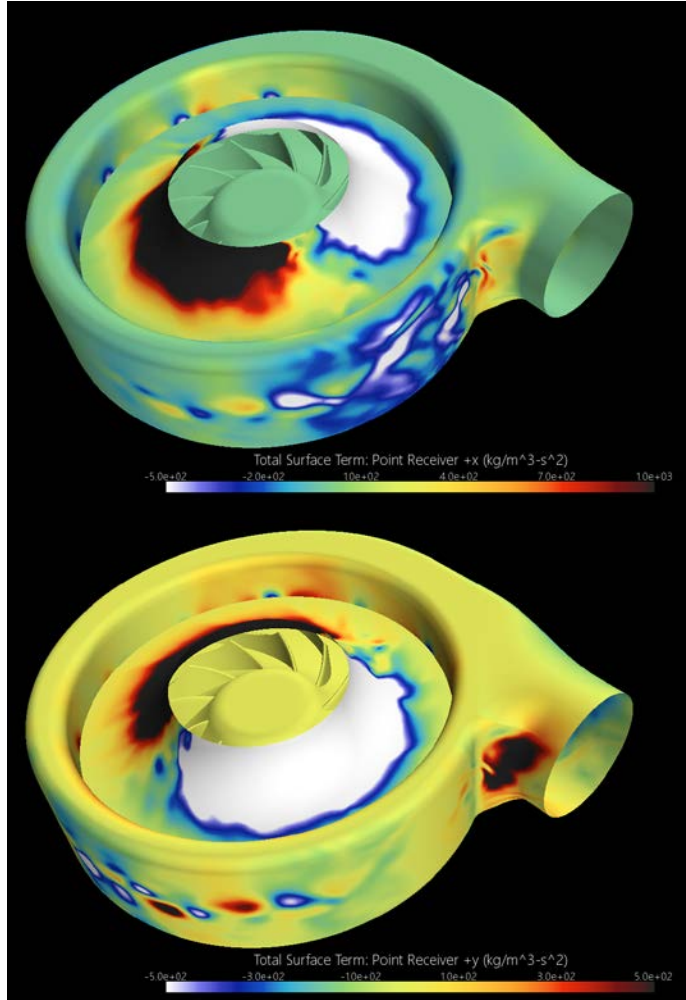 Total Surface Term: Point Receiver +x (kg/m^3-s^2)
-5.0e+02 -2.0e+02 10e+02 4.0e+02 7.0e+02 1.0e+03
Total Surface Term: Point Receiver +y (kg/m^3-s^2)
-5.0e+02 -3.0e+02 -10e+02 10e+02 3.0e+02 5.0e+02